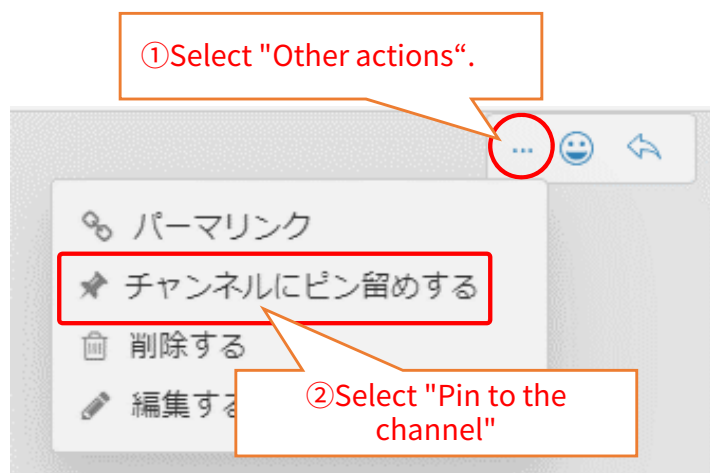 ①Select "Other actions“.
...
パーマリンク
チャンネルにピン留めする
削除する
編集する
②Select "Pin to the
channel"